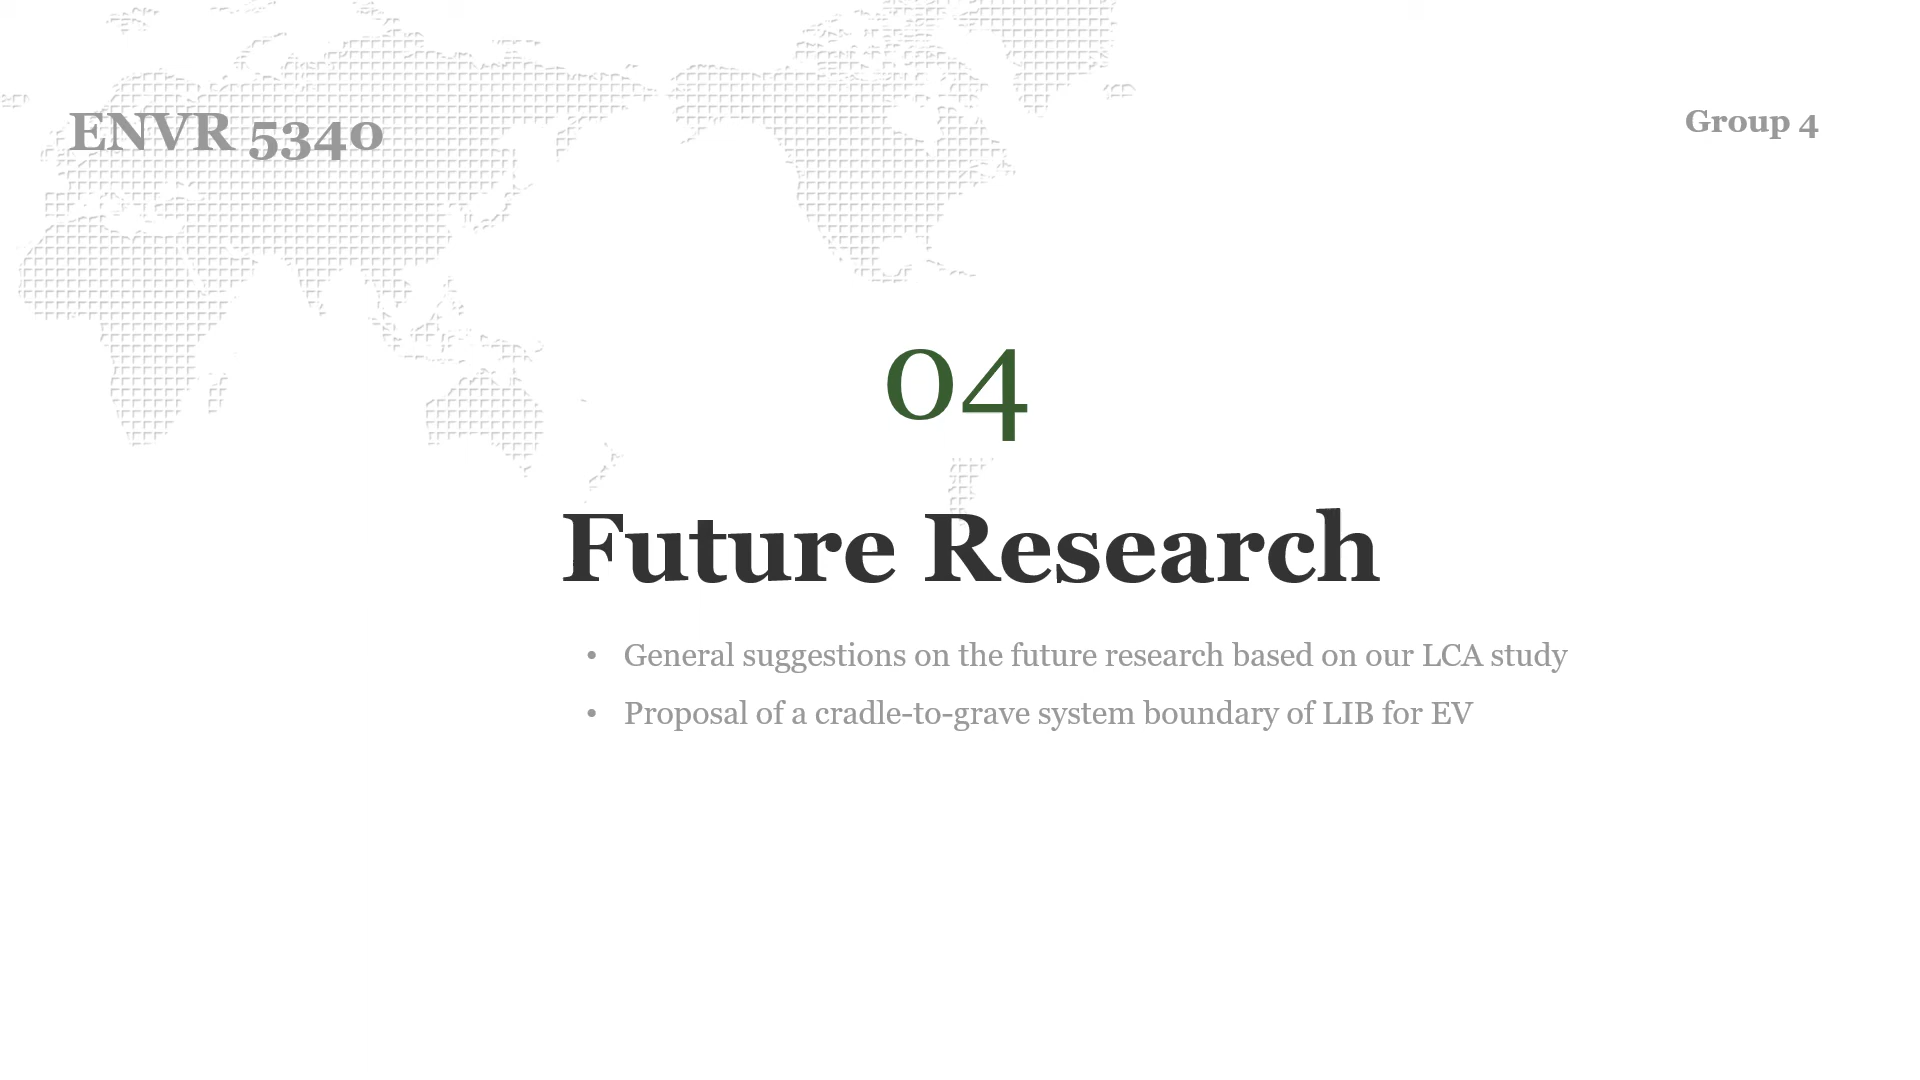 ENVR 5340
Group 4
04
Future Research
• General suggestions on the future research based on our LCA study
• Proposal of a cradle-to-grave system boundary of LIB for EV